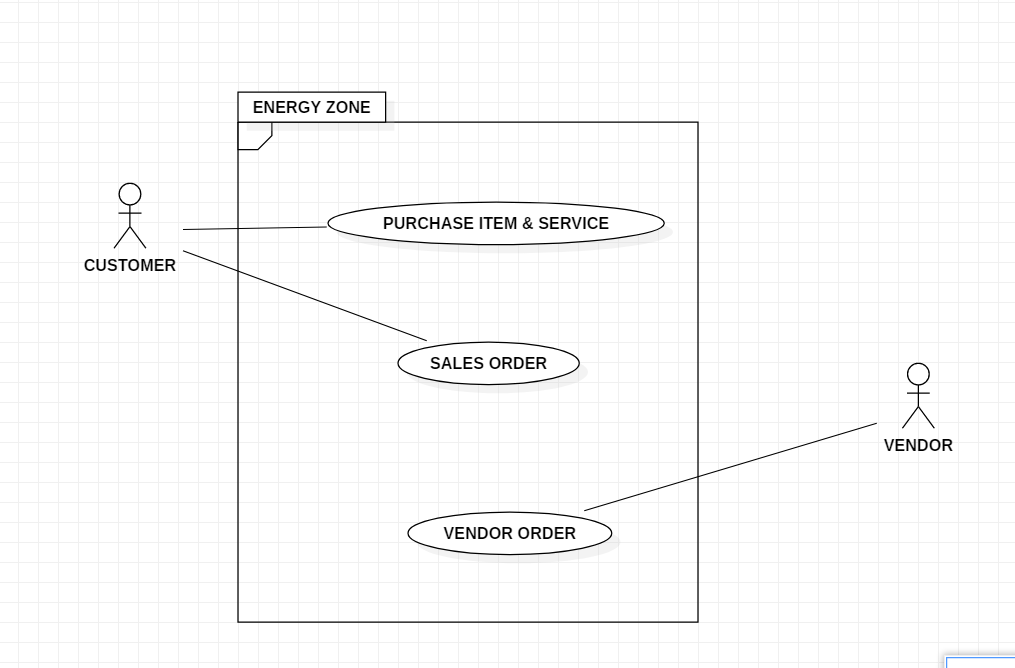 ENERGY ZONE
PURCHASE ITEM & SERVICE
CUSTOMER
SALES ORDER
VENDOR
VENDOR ORDER